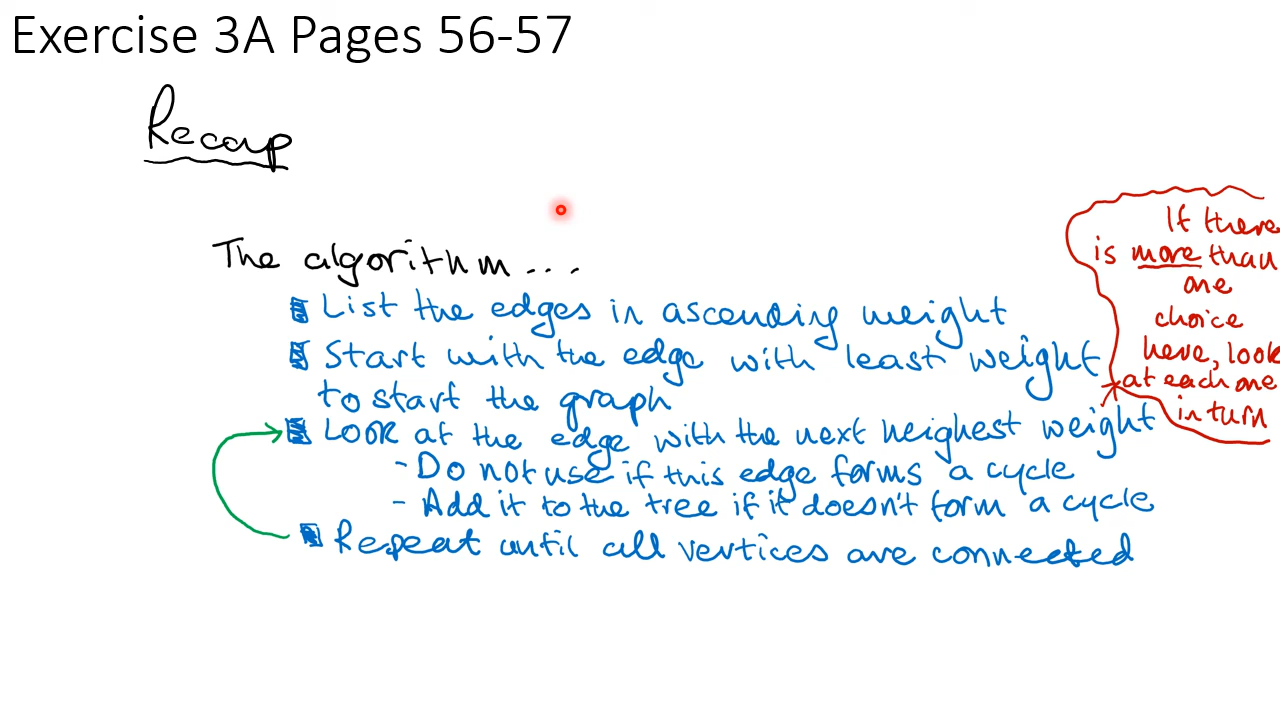 Exercise 3A Pages 56-57
Recap
The algorithm...
List the edges in ascending weight
Start with the edge with least weight
to start the graph
Look at the edge with the next heighest weight
- Do not use if this edge forms a cycle
- Add it to the tree if it doesn't form a cycle
Repeat until all vertices are connected
If there
is more than
one
choice
here, look
at each one
in turn